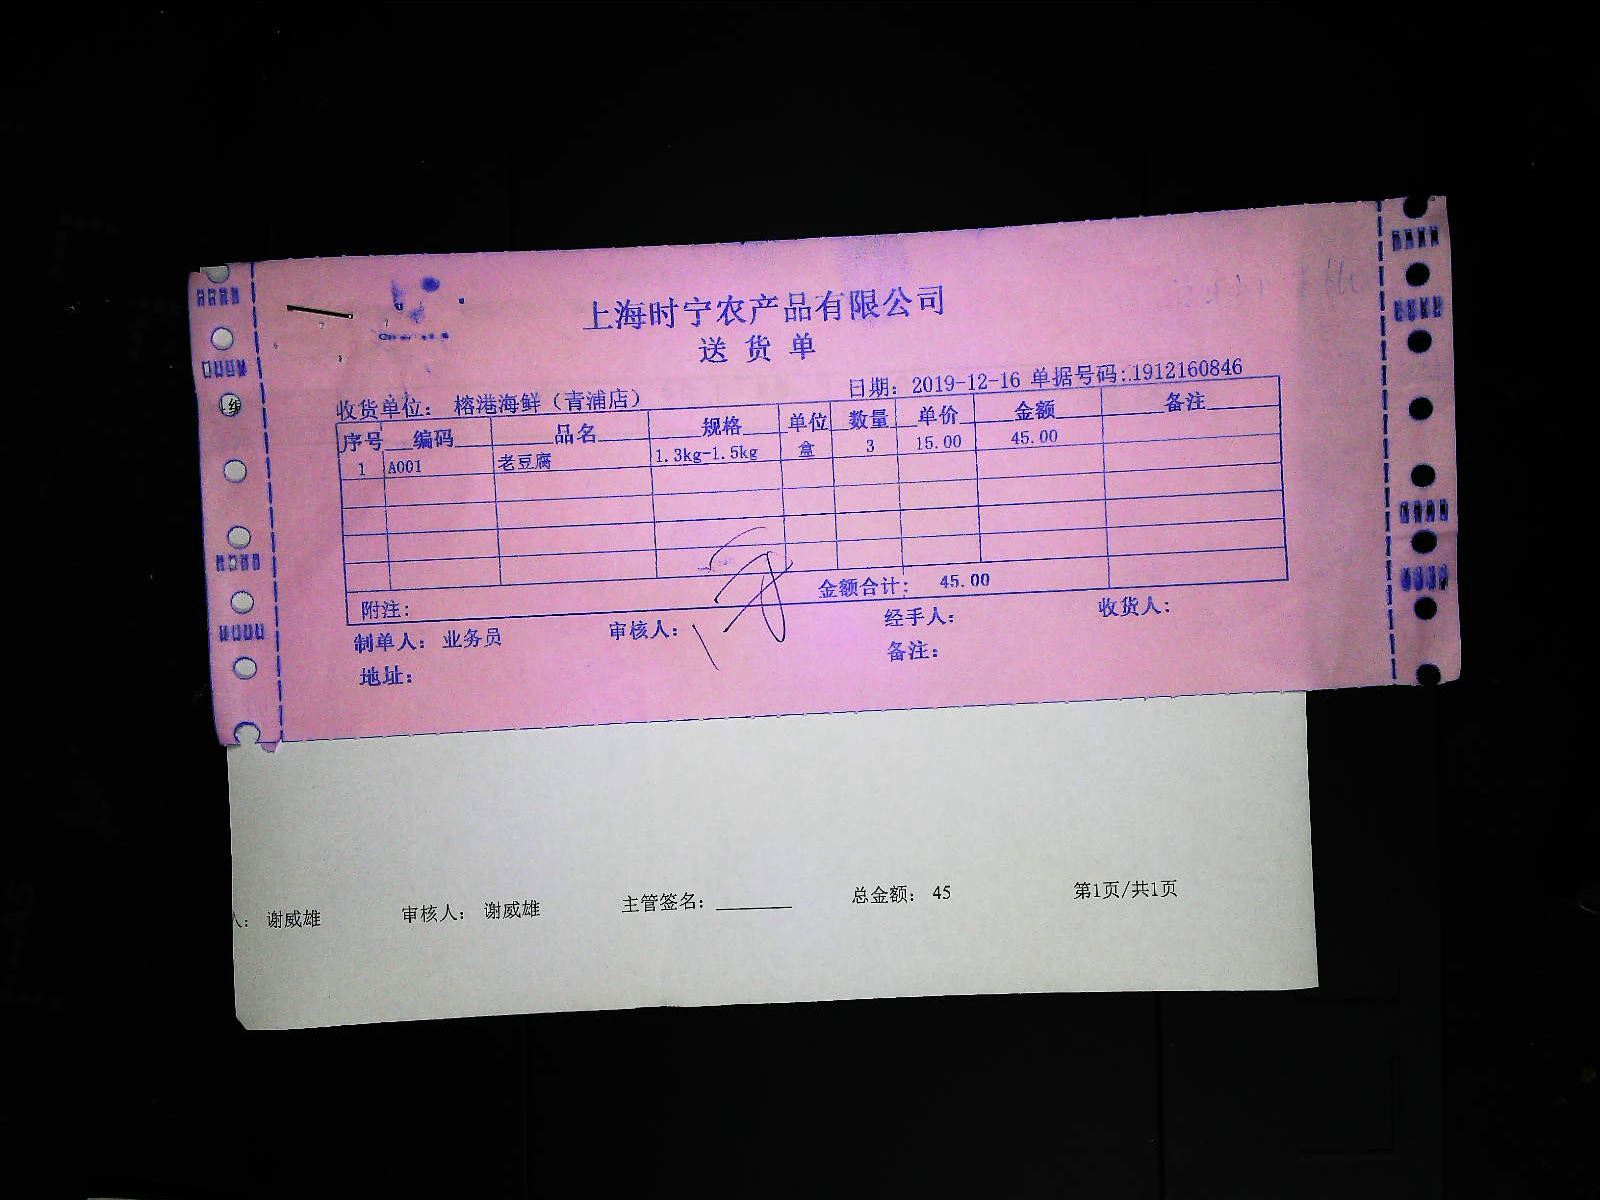 上海时宁农产品有限公司
送 货 单
收货单位: 榕港海鲜(青浦店) 日期: 2019-12-16 单据号码:1912160846
序号 编码 品名 规格 单位 数量 单价 金额 备注
1 A001 老豆腐 1.3kg-1.5kg 盒 3 15.00 45.00
附注: 金额合计: 45.00
制单人: 业务员 审核人: 经手人: 收货人:
地址: 备注:
人: 谢威雄 审核人: 谢威雄 主管签名: 总金额: 45 第1页/共1页